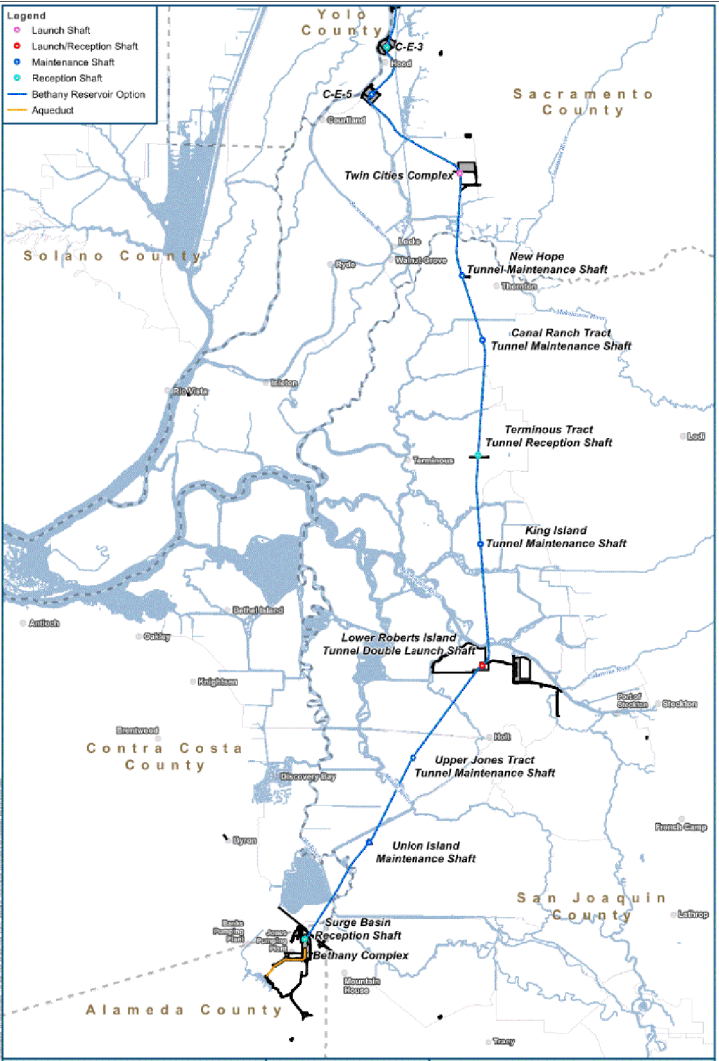 Legend
Launch Shaft
Launch/Reception Shaft
Maintenance Shaft
Reception Shaft
Bethany Reservoir Option
Aqueduct
Yolo
County
C-E-3
Hood
C-E-5
Sacramento
County
Courtland
Twin Cities Complex
Solano County
Locke
Walnut Grove
Ryde
New Hope
Tunnel Maintenance Shaft
Thornton
Canal Ranch Tract
Tunnel Maintenance Shaft
Isleton
Rio Vista
Terminous Tract
Tunnel Reception Shaft
Lodi
Terminous
King Island
Tunnel Maintenance Shaft
Bethel Island
Antioch
Oakley
Lower Roberts Island
Tunnel Double Launch Shaft
Knightsen
Port of
Stockton
Stockton
Brentwood
Holt
Contra Costa
County
Upper Jones Tract
Tunnel Maintenance Shaft
Discovery Bay
French Camp
Byron
Union Island
Maintenance Shaft
San Joaquin
County
Lathrop
Banks
Pumping
Plant
Jones
Pumping
Plant
Surge Basin
Reception Shaft
Bethany Complex
Mountain
House
Alameda County
Tracy